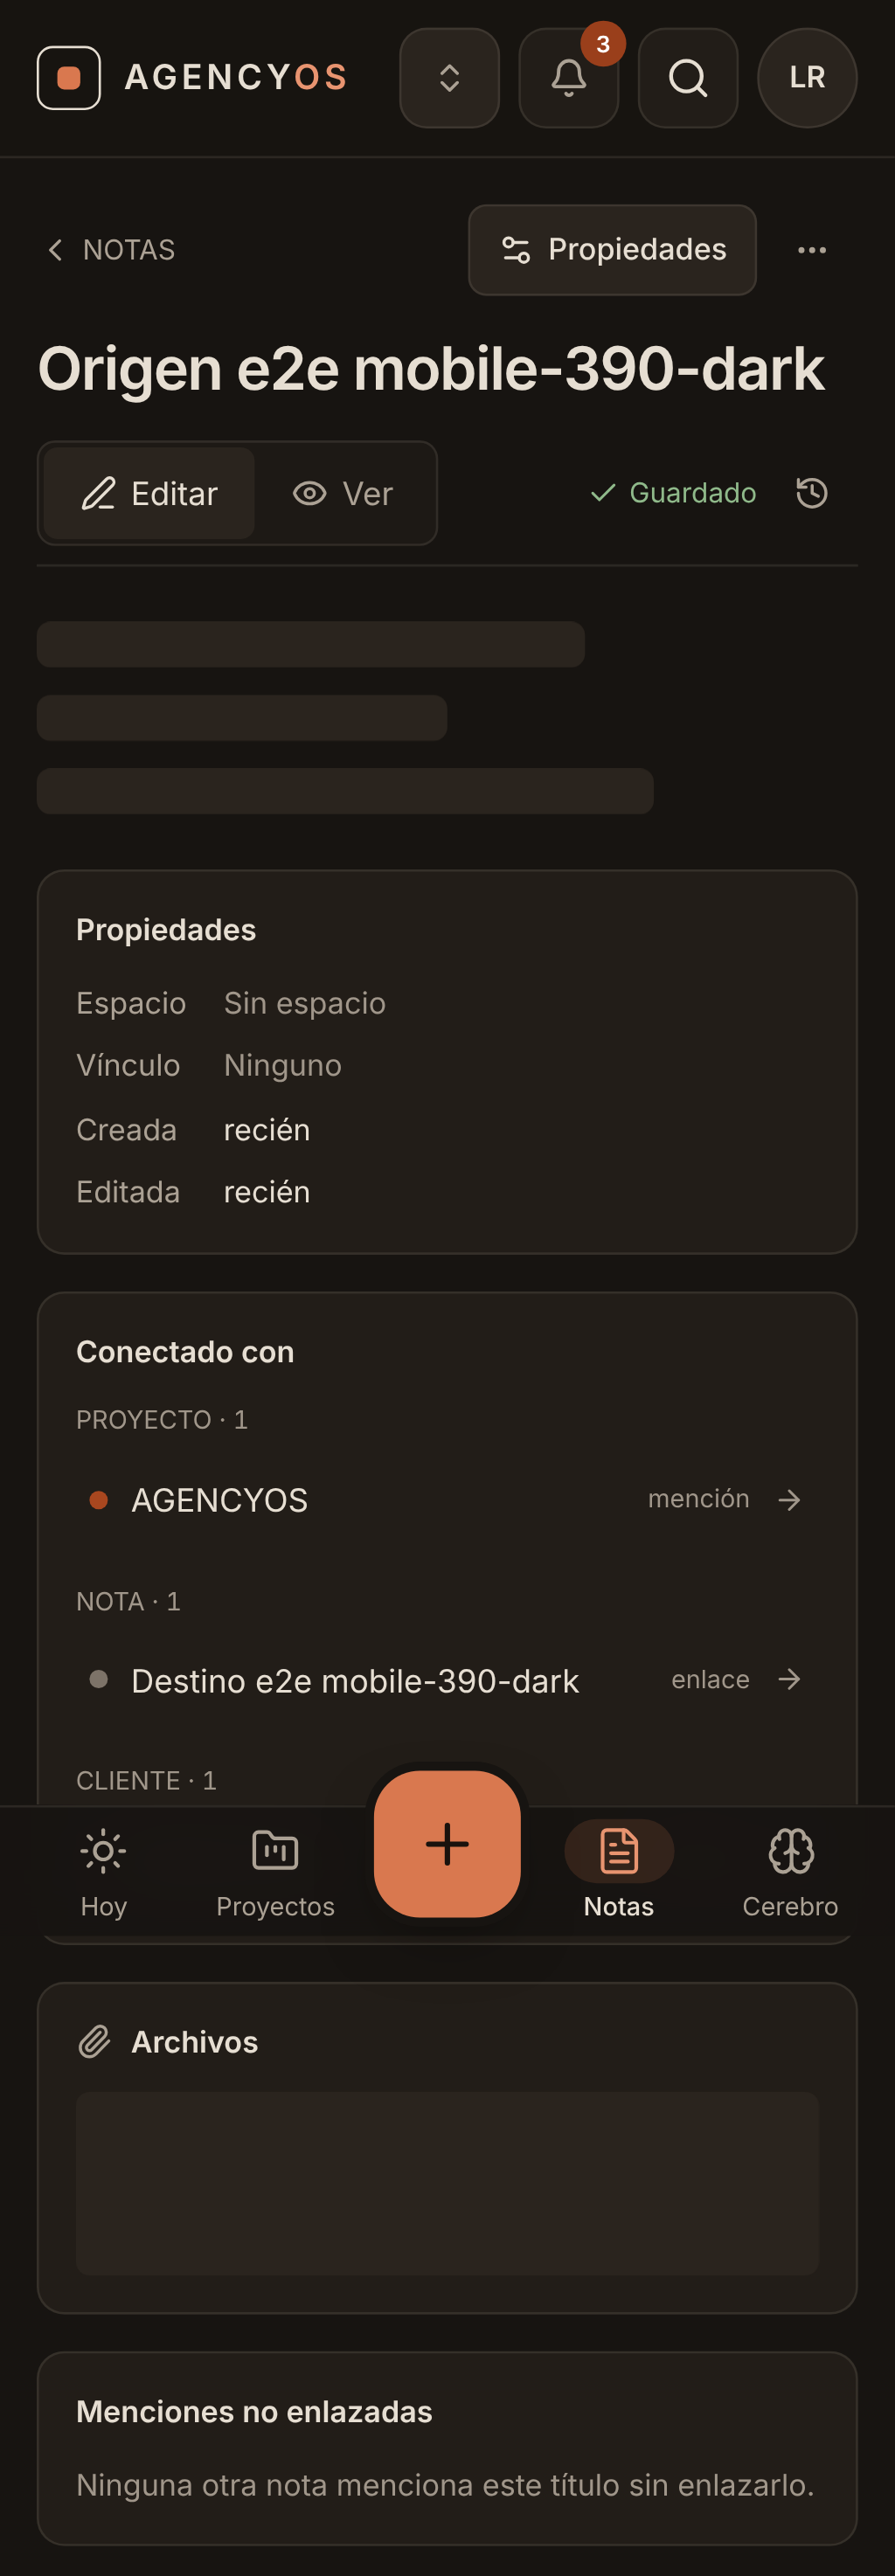 AGENCYOS
3
LR
NOTAS
Propiedades
Origen e2e mobile-390-dark
Editar
Ver
Guardado
Propiedades
Espacio Sin espacio
Vínculo Ninguno
Creada recién
Editada recién
Conectado con
PROYECTO · 1
AGENCYOS mención
NOTA · 1
Destino e2e mobile-390-dark enlace
CLIENTE · 1
Hoy
Proyectos
Notas
Cerebro
Archivos
Menciones no enlazadas
Ninguna otra nota menciona este título sin enlazarlo.